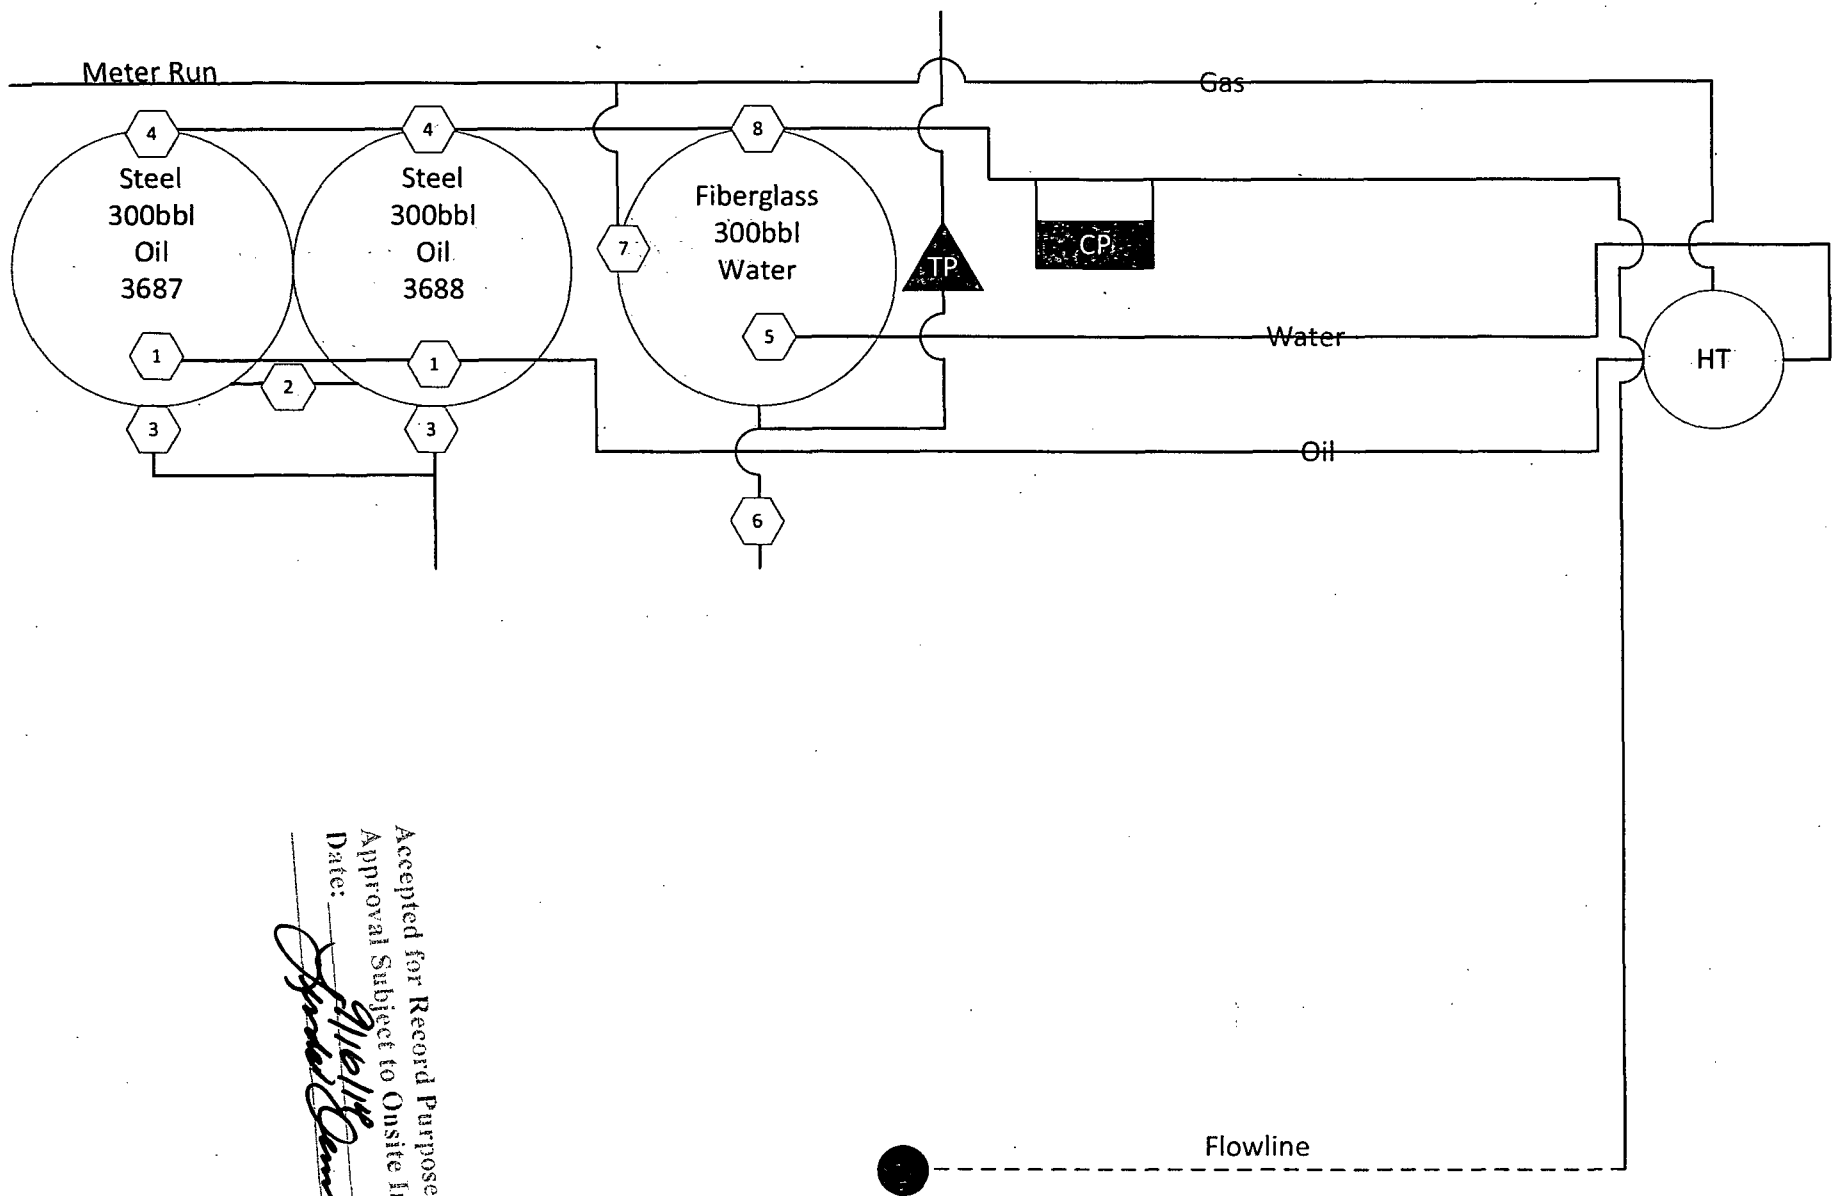 Meter Run
Gas
4
4
8
Steel
300bbl
Oil
3687
Steel
300bbl
Oil
3688
Fiberglass
300bbl
Water
7
TP
CP
5
Water
1
1
2
HT
3
3
Oil
6
Flowline
Accepted for Record Purpose
Approval Subject to Onsite
Date: